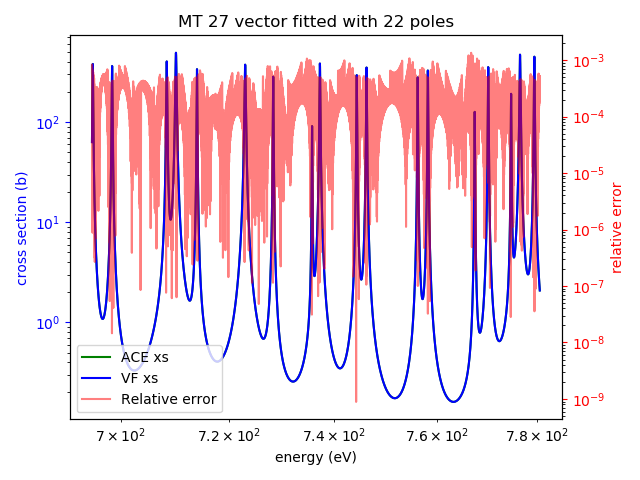 MT 27 vector fitted with 22 poles
cross section (b)
10²
10¹
10⁰
10⁻³
10⁻⁴
10⁻⁵
10⁻⁶
10⁻⁷
10⁻⁸
10⁻⁹
relative error
ACE xs
VF xs
Relative error
7 × 10² 7.2 × 10² 7.4 × 10² 7.6 × 10² 7.8 × 10²
energy (eV)